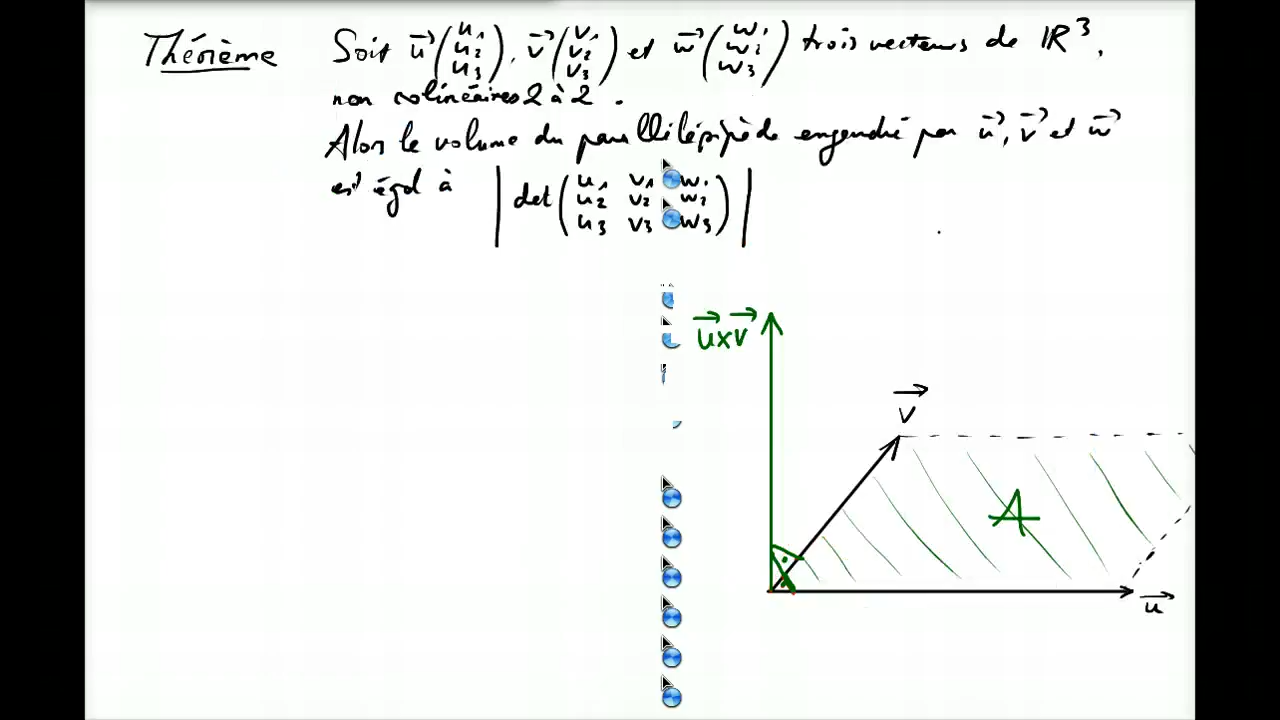 Théorème Soit u⃗ (u₁ u₂ u₃), v⃗ (v₁ v₂ v₃) et w⃗ (w₁ w₂ w₃) trois vecteurs de ℝ³,
non colinéaires 2 à 2.
Alors le volume du parallélépipède engendré par u⃗, v⃗ et w⃗
est égal à | det (u₁ v₁ w₁
u₂ v₂ w₂
u₃ v₃ w₃) |
u⃗×v⃗
v⃗
A
u⃗